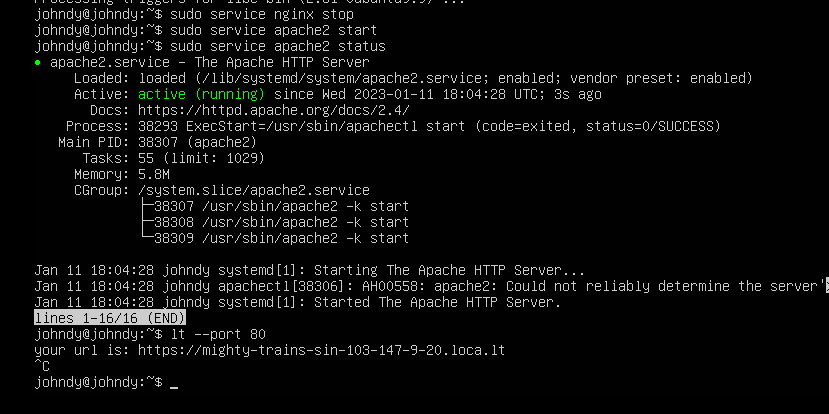 johndy@johndy:~$ sudo service nginx stop
johndy@johndy:~$ sudo service apache2 start
johndy@johndy:~$ sudo service apache2 status
● apache2.service - The Apache HTTP Server
Loaded: loaded (/lib/systemd/system/apache2.service; enabled; vendor preset: enabled)
Active: active (running) since Wed 2023-01-11 18:04:28 UTC; 3s ago
Docs: https://httpd.apache.org/docs/2.4/
Process: 38293 ExecStart=/usr/sbin/apachectl start (code=exited, status=0/SUCCESS)
Main PID: 38307 (apache2)
Tasks: 55 (limit: 1029)
Memory: 5.8M
CGroup: /system.slice/apache2.service
├─38307 /usr/sbin/apache2 -k start
├─38308 /usr/sbin/apache2 -k start
└─38309 /usr/sbin/apache2 -k start
Jan 11 18:04:28 johndy systemd[1]: Starting The Apache HTTP Server...
Jan 11 18:04:28 johndy apachectl[38306]: AH00558: apache2: Could not reliably determine the server'>
Jan 11 18:04:28 johndy systemd[1]: Started The Apache HTTP Server.
lines 1-16/16 (END)
johndy@johndy:~$ lt --port 80
your url is: https://mighty-trains-sin-103-147-9-20.loca.lt
^C
johndy@johndy:~$ _